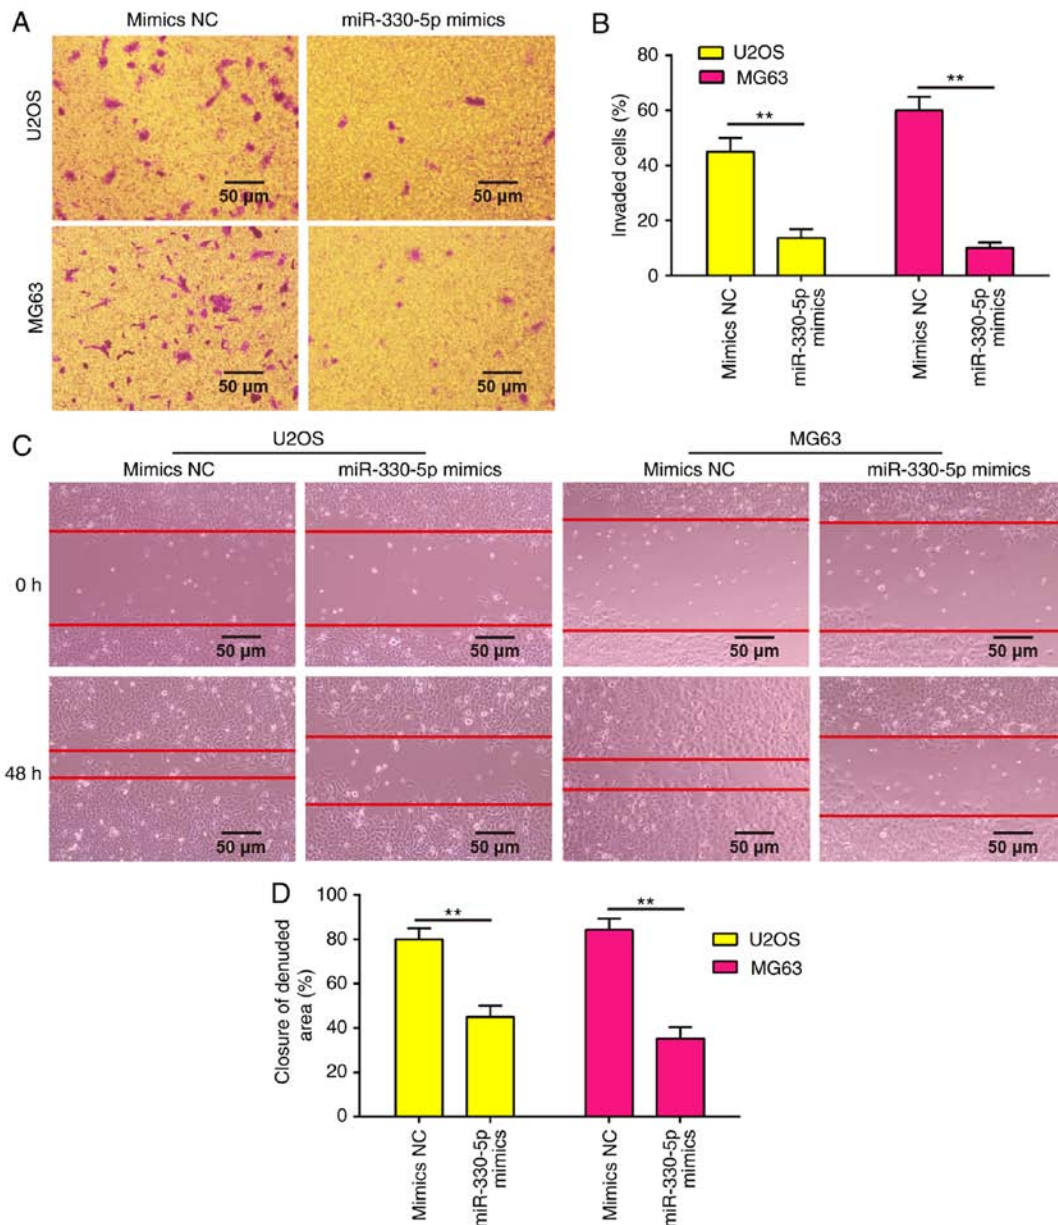 A
Mimics NC
miR-330-5p mimics
U2OS
50 µm
50 µm
MG63
50 µm
50 µm
B
U2OS
MG63
Invaded cells (%)
80
60
40
20
0
**
**
Mimics NC
miR-330-5p
mimics
Mimics NC
miR-330-5p
mimics
C
U2OS
MG63
Mimics NC
miR-330-5p mimics
Mimics NC
miR-330-5p mimics
0 h
50 µm
50 µm
50 µm
50 µm
48 h
50 µm
50 µm
50 µm
50 µm
D
Closure of denuded
area (%)
100
80
60
40
20
0
**
**
U2OS
MG63
Mimics NC
miR-330-5p
mimics
Mimics NC
miR-330-5p
mimics